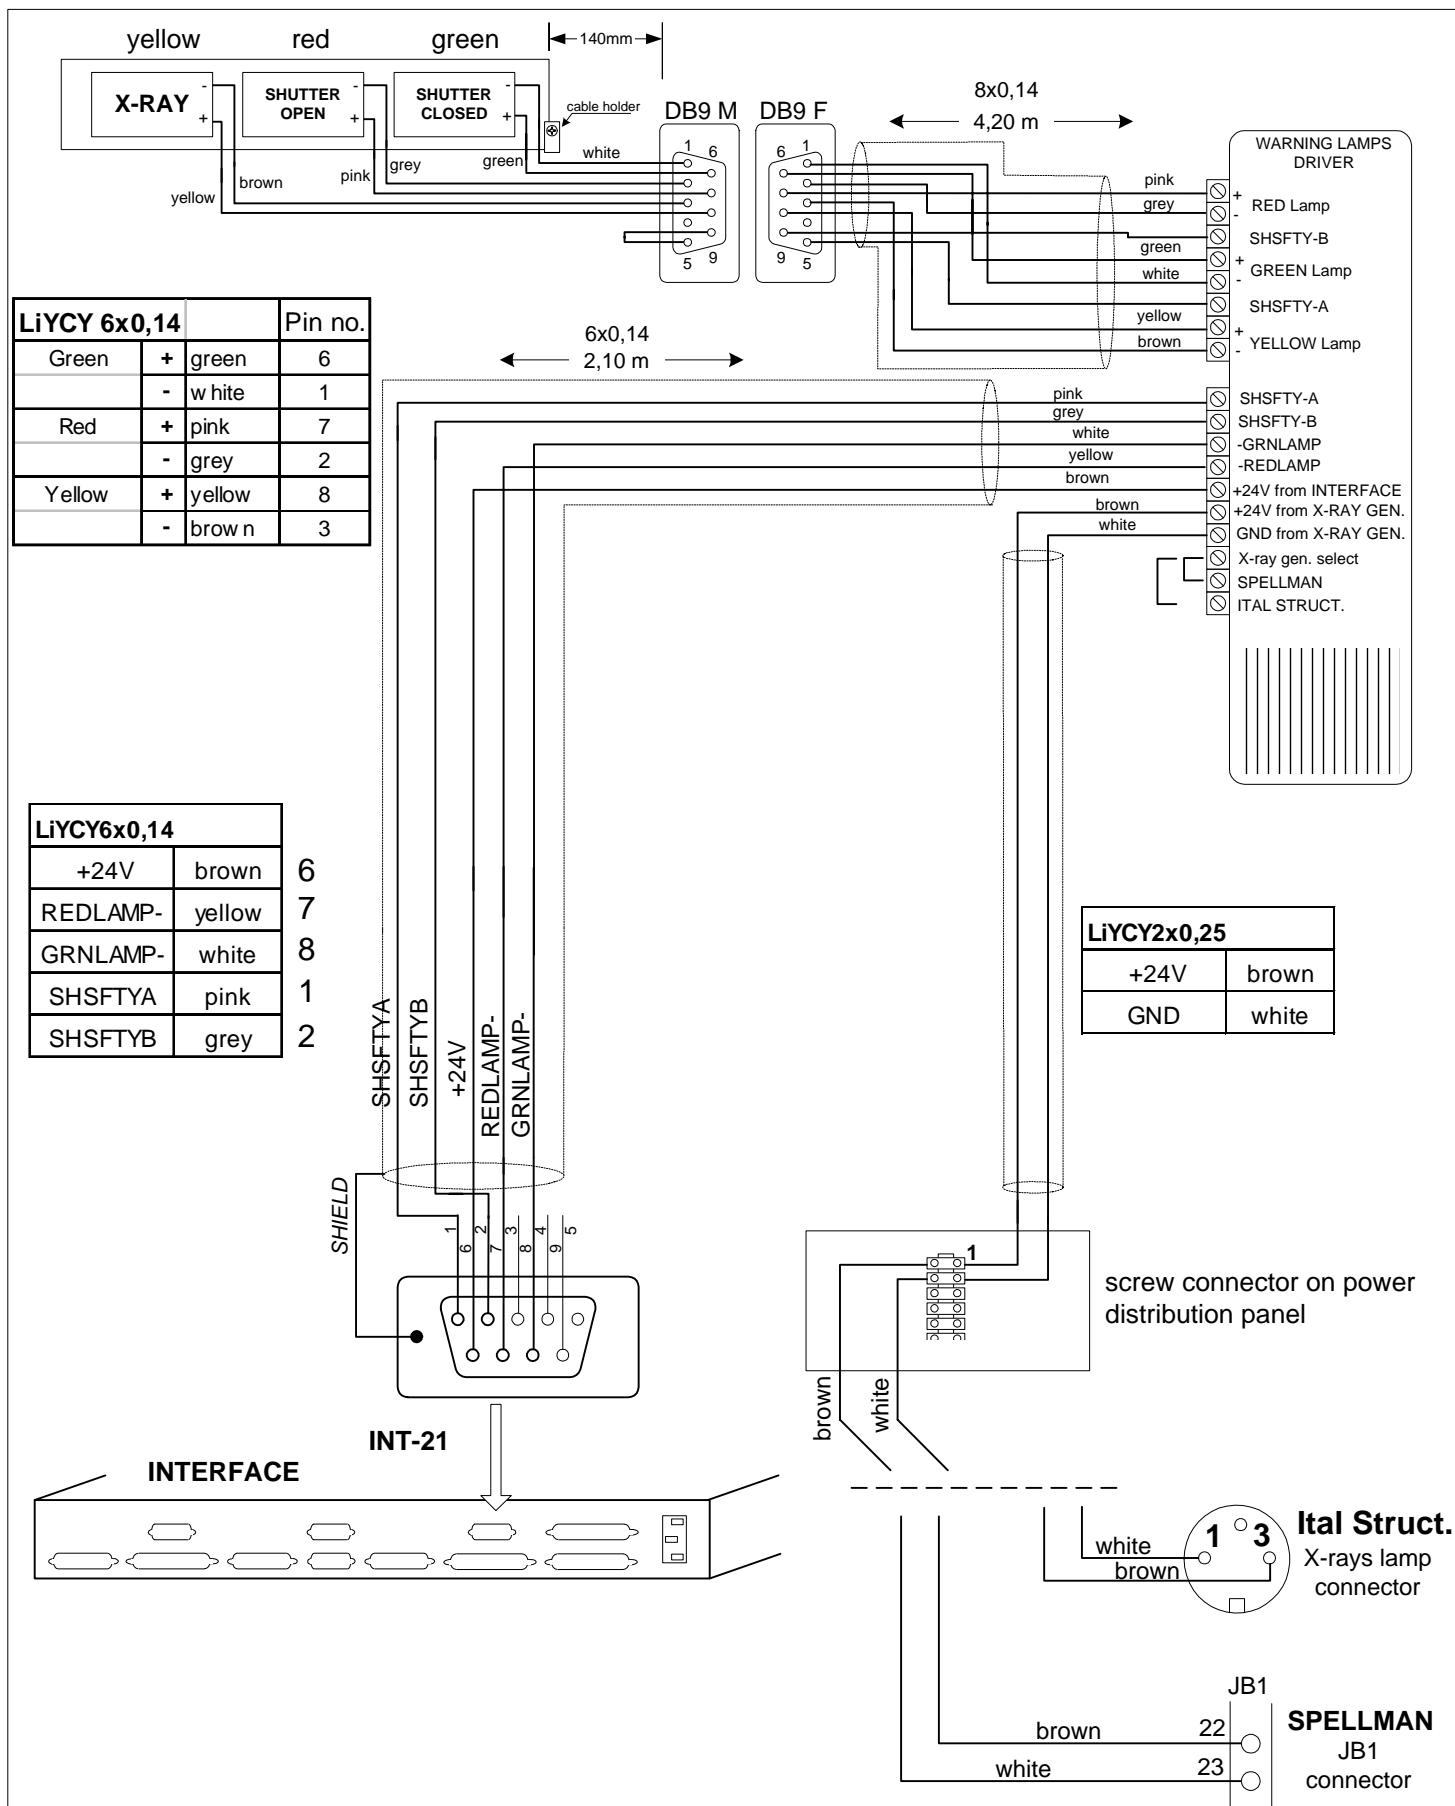 yellow red green
140mm
X-RAY - +
SHUTTER OPEN - +
SHUTTER CLOSED - +
cable holder
DB9 M
DB9 F
8x0,14
4,20 m
white
green
grey
pink
brown
yellow
1 6
5 9
6 1
9 5
WARNING LAMPS
DRIVER
pink +
RED Lamp
grey -
SHSFTY-B
green +
GREEN Lamp
white -
SHSFTY-A
yellow +
YELLOW Lamp
brown -
LiYCY 6x0,14 Pin no.
Green + green 6
- white 1
Red + pink 7
- grey 2
Yellow + yellow 8
- brown 3
6x0,14
2,10 m
pink SHSFTY-A
grey SHSFTY-B
white -GRNLAMP
yellow -REDLAMP
brown +24V from INTERFACE
brown +24V from X-RAY GEN.
white GND from X-RAY GEN.
X-ray gen. select
SPELLMAN
ITAL STRUCT.
LiYCY6x0,14
+24V brown 6
REDLAMP- yellow 7
GRNLAMP- white 8
SHSFTYA pink 1
SHSFTYB grey 2
LiYCY2x0,25
+24V brown
GND white
SHSFTYA
SHSFTYB
+24V
REDLAMP-
GRNLAMP-
SHIELD
1 2 3 4 5
6 7 8 9
1
screw connector on power
distribution panel
brown
white
INT-21
INTERFACE
white
brown
1 3
Ital Struct.
X-rays lamp
connector
JB1
brown 22
white 23
SPELLMAN
JB1
connector